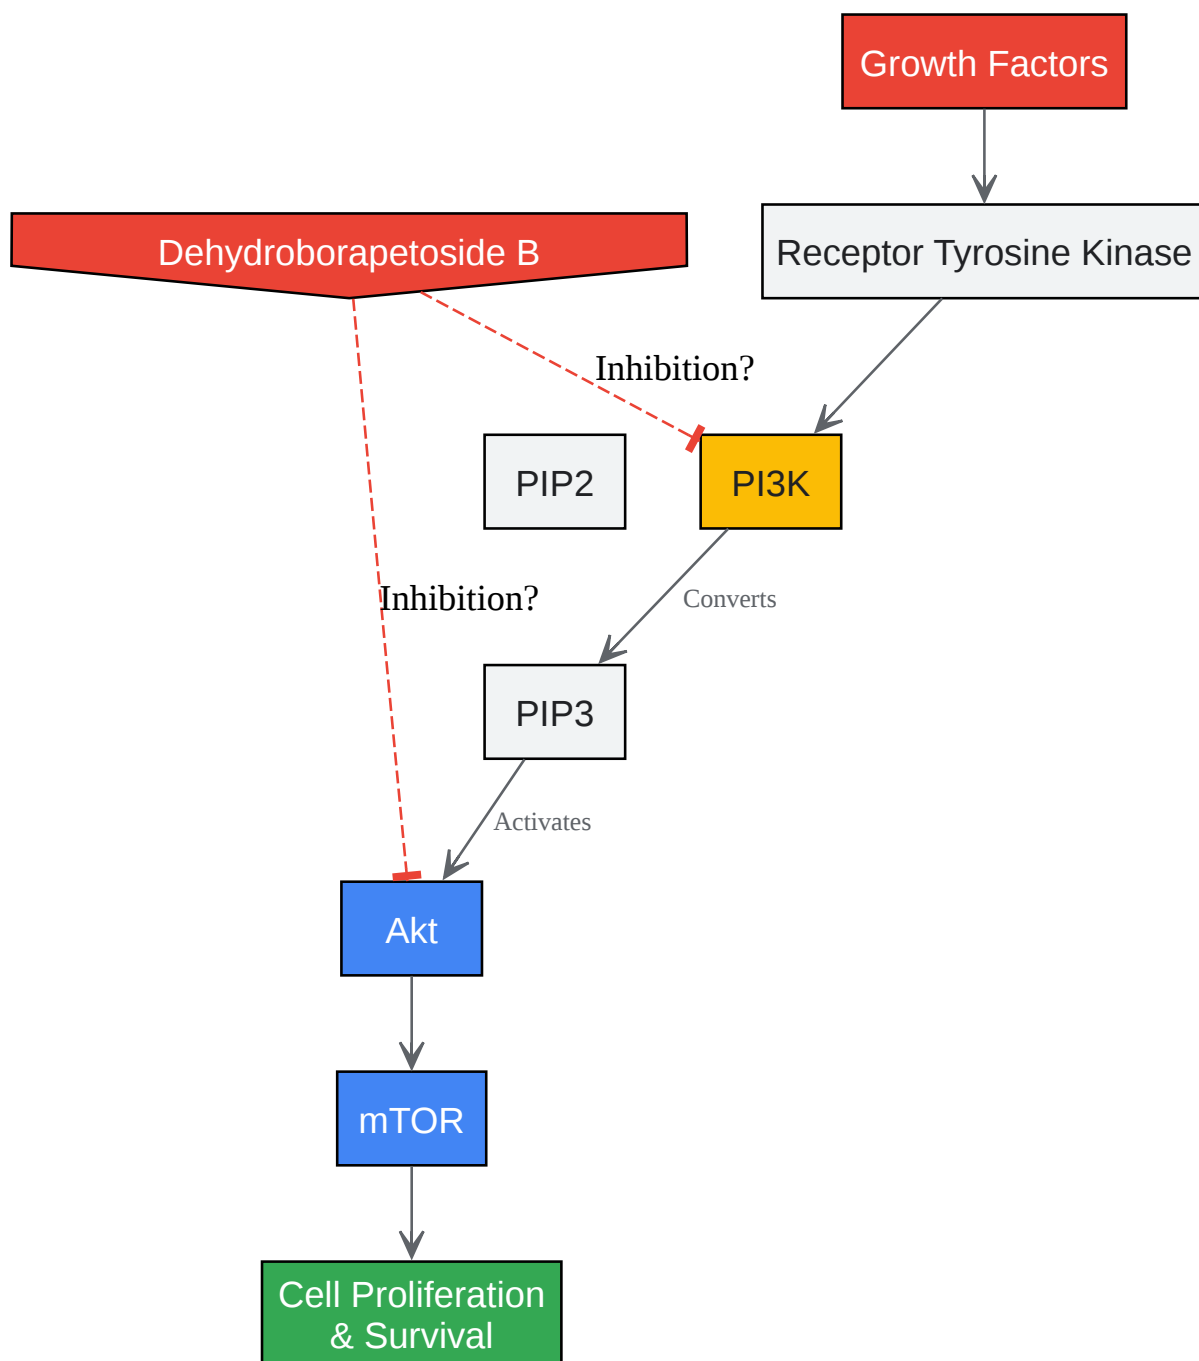 Growth Factors
Dehydroborapetoside B
Receptor Tyrosine Kinase
Inhibition?
PIP2
PI3K
Inhibition?
Converts
PIP3
Activates
Akt
mTOR
Cell Proliferation
& Survival